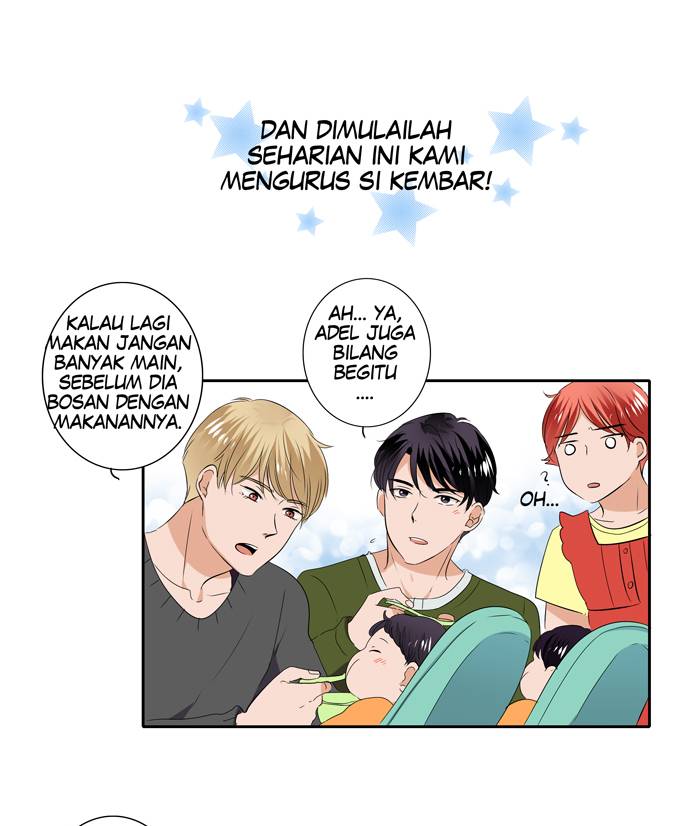 DAN DIMULAILAH
SEHARIAN INI KAMI
MENGURUS SI KEMBAR!
KALAU LAGI
MAKAN JANGAN
BANYAK MAIN,
SEBELUM DIA
BOSAN DENGAN
MAKANANNYA.
AH... YA,
ADEL JUGA
BILANG
BEGITU
....
?
OH...